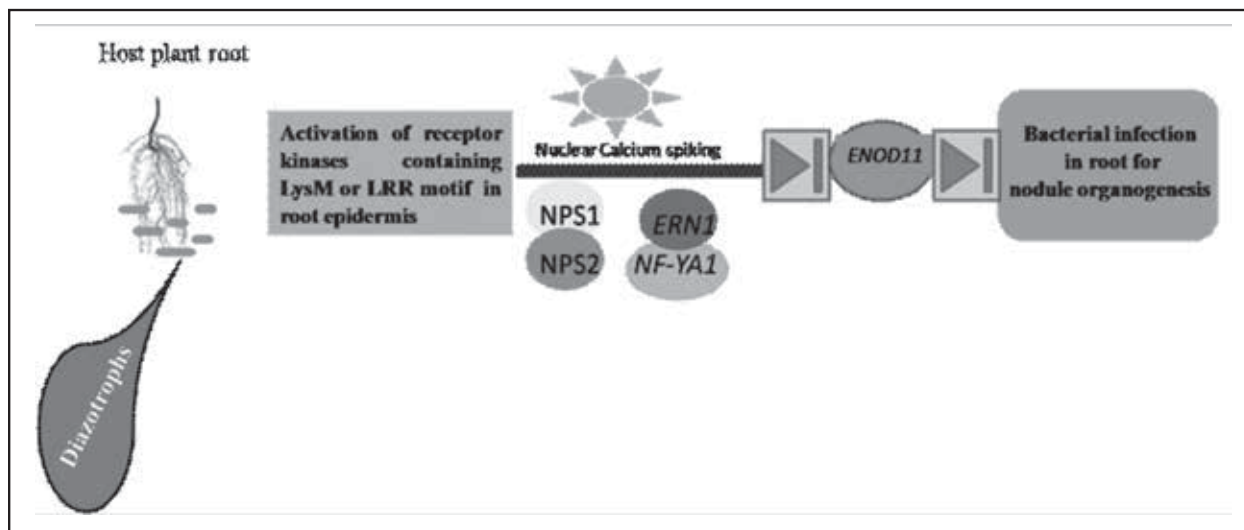 Host plant root
Activation of receptor
kinases containing
LysM or LRR motif in
root epidermis
Nuclear Calcium spiking
NPS1
NPS2
ERN1
NF-YA1
ENOD11
Bacterial infection
in root for
nodule organogenesis
Diazotrophs